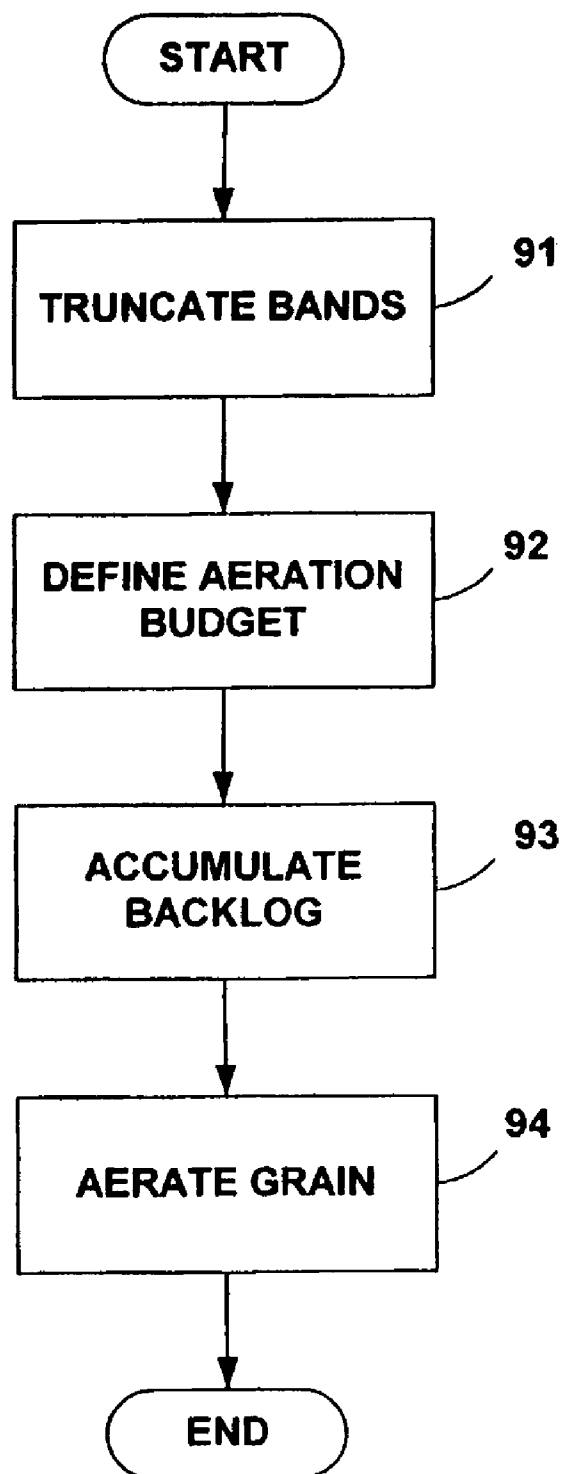 START
TRUNCATE BANDS
91
DEFINE AERATION
BUDGET
92
ACCUMULATE
BACKLOG
93
AERATE GRAIN
94
END